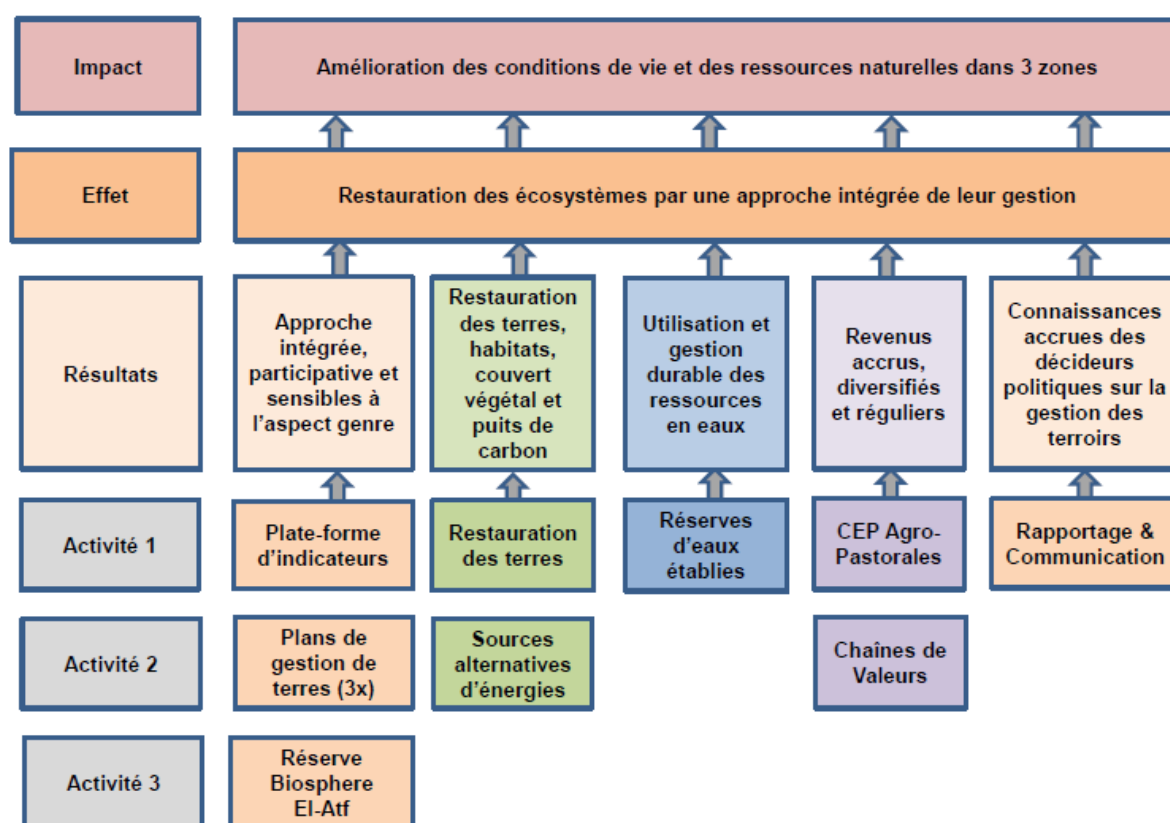 Impact
Amélioration des conditions de vie et des ressources naturelles dans 3 zones
Effet
Restauration des écosystèmes par une approche intégrée de leur gestion
Résultats
Approche
intégrée,
participative et
sensibles à
l'aspect genre
Restauration
des terres,
habitats,
couvert
végétal et
puits de
carbon
Utilisation et
gestion
durable des
ressources
en eaux
Revenus
accrus,
diversifiés
et réguliers
Connaissances
accrues des
décideurs
politiques sur la
gestion des
terroirs
Activité 1
Plate-forme
d'indicateurs
Restauration
des terres
Réserves
d'eaux
établies
CEP Agro-
Pastorales
Rapportage &
Communication
Activité 2
Plans de
gestion de
terres (3x)
Sources
alternatives
d'énergies
Chaînes de
Valeurs
Activité 3
Réserve
Biosphere
El-Atf